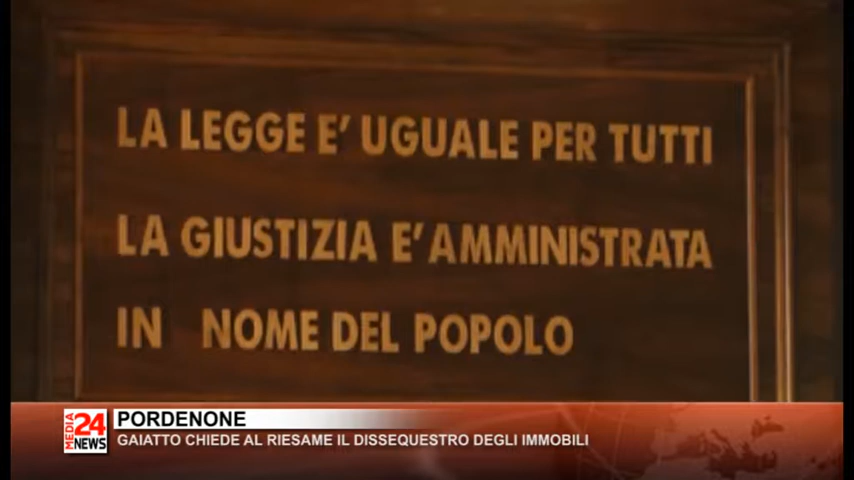 LA LEGGE E' UGUALE PER TUTTI
LA GIUSTIZIA E' AMMINISTRATA
IN NOME DEL POPOLO
MEDIA 24 NEWS
PORDENONE
GAIATTO CHIEDE AL RIESAME IL DISSEQUESTRO DEGLI IMMOBILI